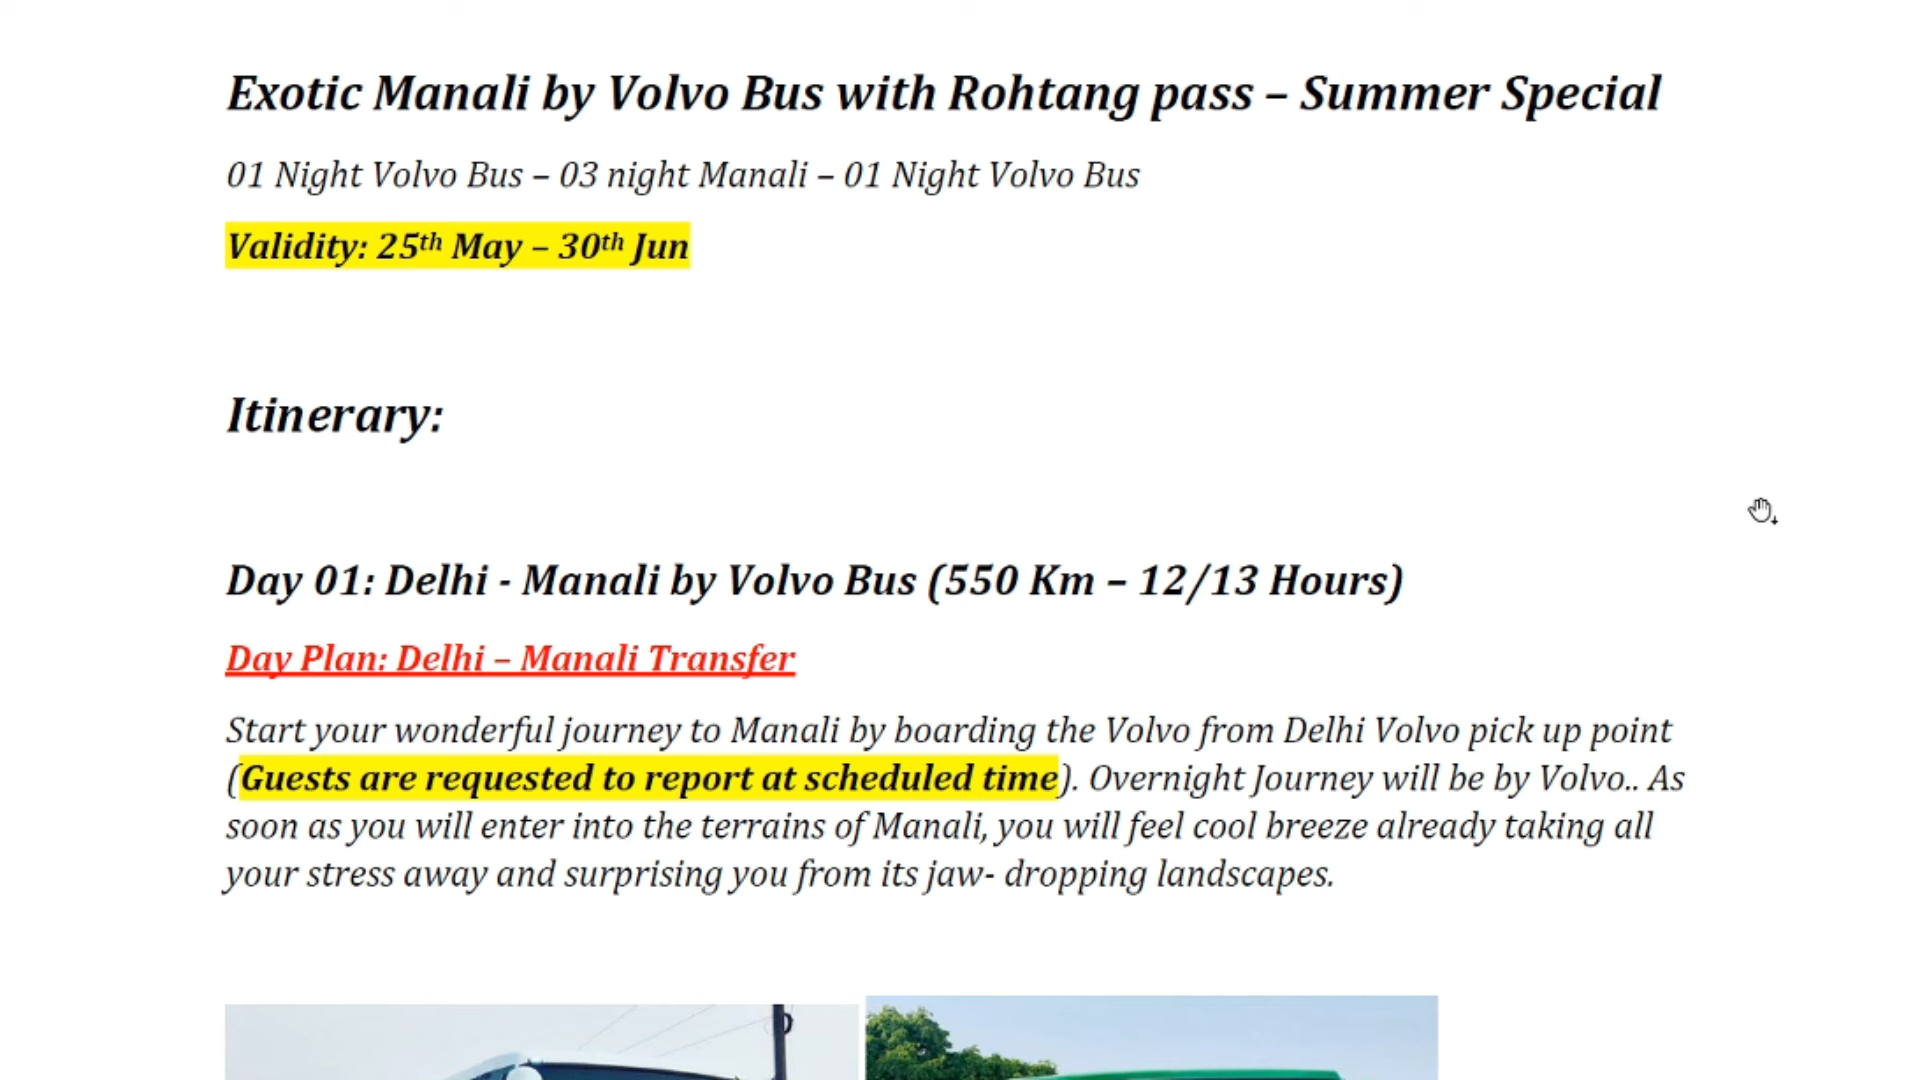 Exotic Manali by Volvo Bus with Rohtang pass – Summer Special
01 Night Volvo Bus – 03 night Manali – 01 Night Volvo Bus
Validity: 25th May – 30th Jun
Itinerary:
Day 01: Delhi - Manali by Volvo Bus (550 Km – 12/13 Hours)
Day Plan: Delhi – Manali Transfer
Start your wonderful journey to Manali by boarding the Volvo from Delhi Volvo pick up point
(Guests are requested to report at scheduled time). Overnight Journey will be by Volvo.. As
soon as you will enter into the terrains of Manali, you will feel cool breeze already taking all
your stress away and surprising you from its jaw- dropping landscapes.